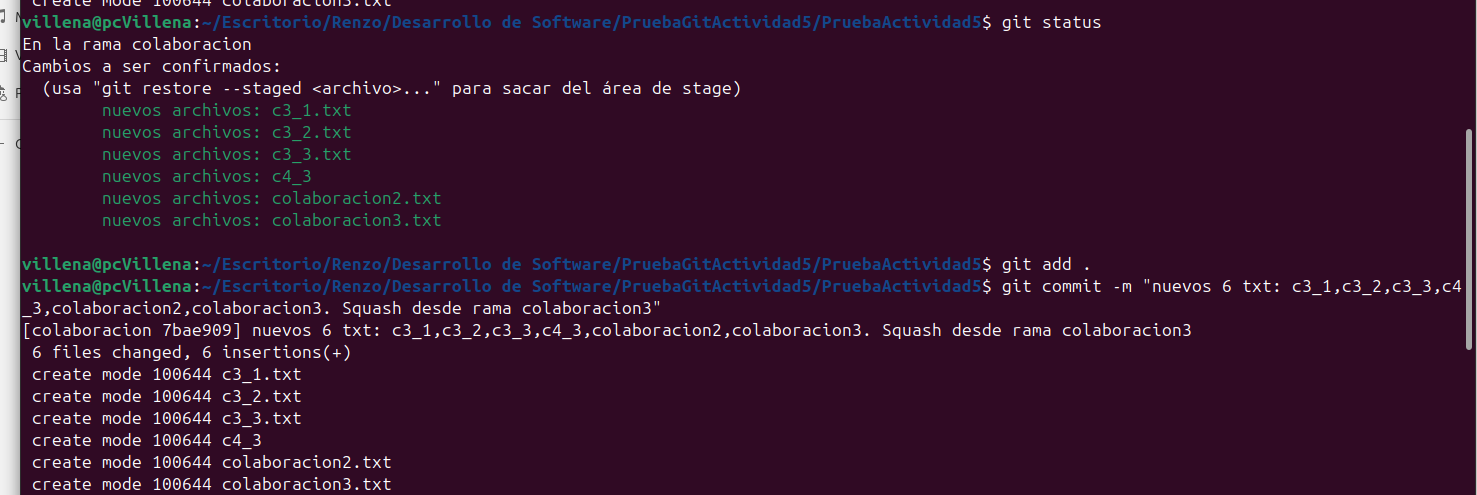 create mode 100644 colaboracion3.txt
villena@pcVillena:~/Escritorio/Renzo/Desarrollo de Software/PruebaGitActividad5/PruebaActividad5$ git status
En la rama colaboracion
Cambios a ser confirmados:
  (usa "git restore --staged <archivo>..." para sacar del área de stage)
        nuevos archivos: c3_1.txt
        nuevos archivos: c3_2.txt
        nuevos archivos: c3_3.txt
        nuevos archivos: c4_3
        nuevos archivos: colaboracion2.txt
        nuevos archivos: colaboracion3.txt
villena@pcVillena:~/Escritorio/Renzo/Desarrollo de Software/PruebaGitActividad5/PruebaActividad5$ git add .
villena@pcVillena:~/Escritorio/Renzo/Desarrollo de Software/PruebaGitActividad5/PruebaActividad5$ git commit -m "nuevos 6 txt: c3_1,c3_2,c3_3,c4
_3,colaboracion2,colaboracion3. Squash desde rama colaboracion3"
[colaboracion 7bae909] nuevos 6 txt: c3_1,c3_2,c3_3,c4_3,colaboracion2,colaboracion3. Squash desde rama colaboracion3
 6 files changed, 6 insertions(+)
 create mode 100644 c3_1.txt
 create mode 100644 c3_2.txt
 create mode 100644 c3_3.txt
 create mode 100644 c4_3
 create mode 100644 colaboracion2.txt
 create mode 100644 colaboracion3.txt